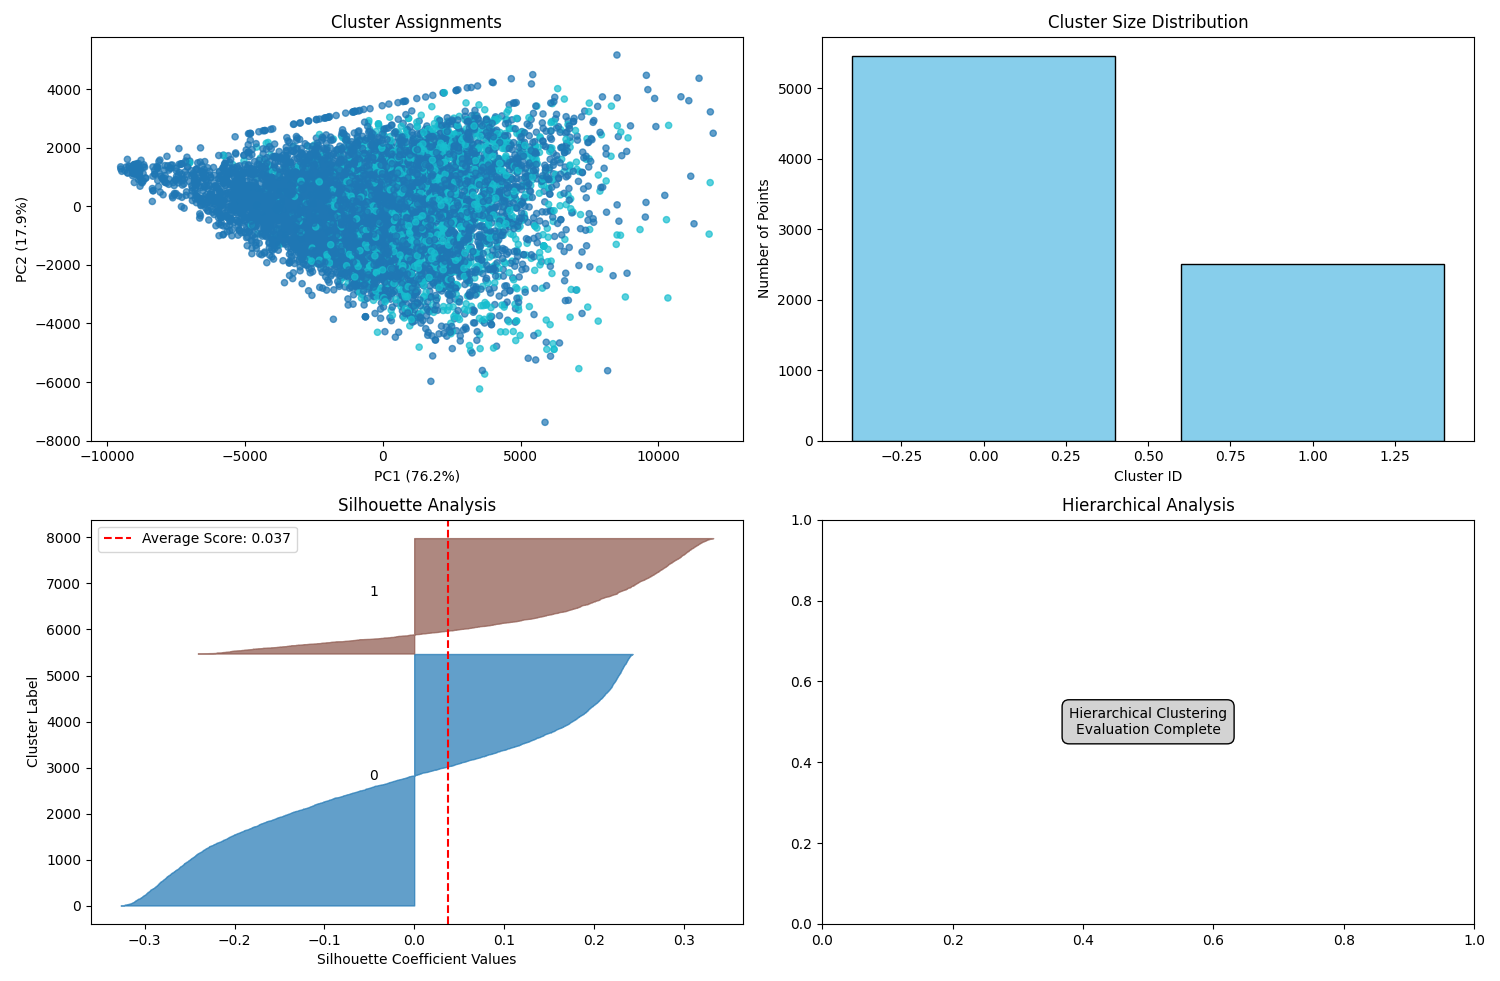 Cluster Assignments
4000
2000
0
−2000
−4000
−6000
−8000
PC2 (17.9%)
−10000 −5000 0 5000 10000
PC1 (76.2%)
Cluster Size Distribution
5000
4000
3000
2000
1000
0
Number of Points
−0.25 0.00 0.25 0.50 0.75 1.00 1.25
Cluster ID
Silhouette Analysis
Average Score: 0.037
8000
7000
6000
5000
4000
3000
2000
1000
0
Cluster Label
1
0
−0.3 −0.2 −0.1 0.0 0.1 0.2 0.3
Silhouette Coefficient Values
Hierarchical Analysis
1.0
0.8
0.6
0.4
0.2
0.0
Hierarchical Clustering
Evaluation Complete
0.0 0.2 0.4 0.6 0.8 1.0